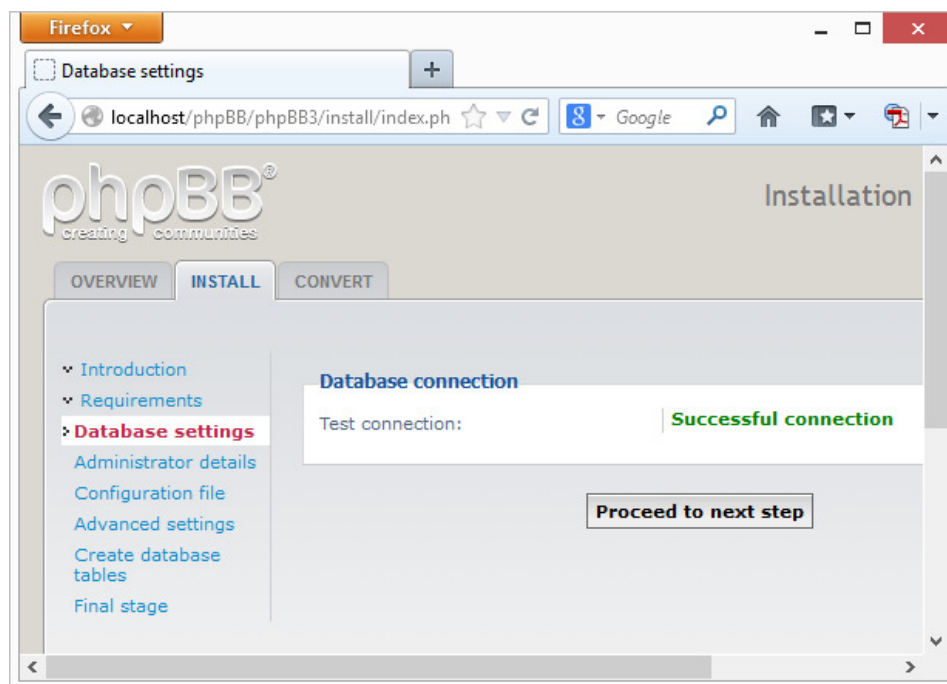 Firefox
Database settings
localhost/phpBB/phpBB3/install/index.ph
8 Google
phpBB®
creating communities
Installation
OVERVIEW INSTALL CONVERT
Introduction
Requirements
Database settings
Administrator details
Configuration file
Advanced settings
Create database
tables
Final stage
Database connection
Test connection: Successful connection
Proceed to next step